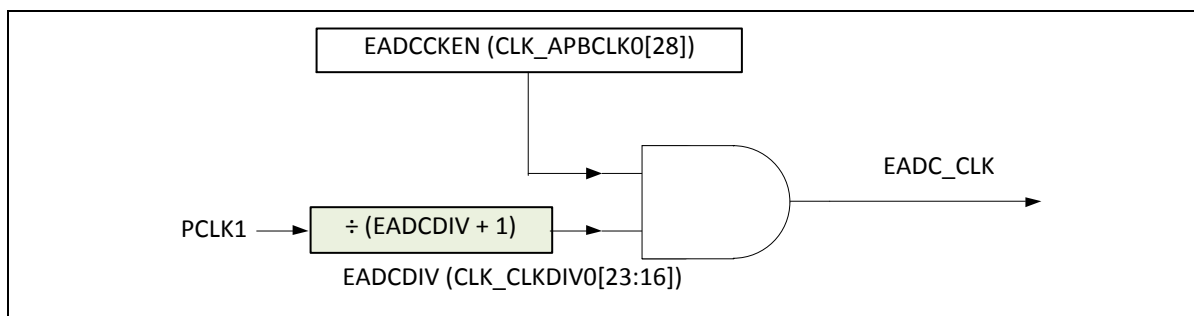 EADCCKEN (CLK_APBCLK0[28])
EADC_CLK
PCLK1
÷ (EADCDIV + 1)
EADCDIV (CLK_CLKDIV0[23:16])